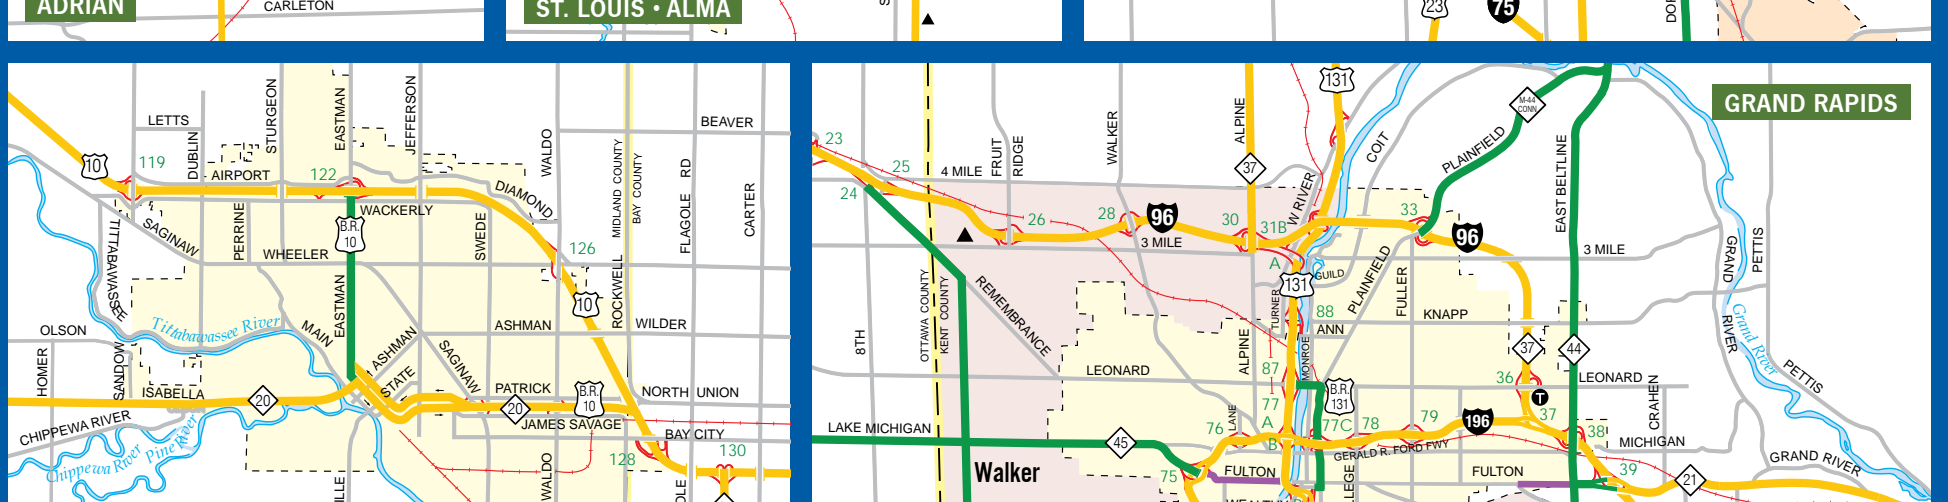 ADRIAN
CARLETON
ST. LOUIS • ALMA
23
75
LETTS
DUBLIN
STURGEON
EASTMAN
JEFFERSON
WALDO
BEAVER
MIDLAND COUNTY
BAY COUNTY
FLAGOLE RD
CARTER
10
119
AIRPORT
122
DIAMOND
WACKERLY
SAGINAW
TITTABAWASSEE
PERRINE
B.R.
10
SWEDE
WHEELER
126
10
ROCKWELL
EASTMAN
OLSON
Tittabawassee River
MAIN
ASHMAN
ASHMAN
WILDER
HOMER
SANDOW
SAGINAW
STATE
ISABELLA
20
PATRICK
20
B.R.
10
NORTH UNION
CHIPPEWA RIVER
JAMES SAVAGE
BAY CITY
Chippewa River
Pine River
128
130
WALDO
GRAND RAPIDS
131
M-44
CONN
23
25
24
4 MILE
FRUIT
RIDGE
WALKER
ALPINE
37
COIT
PLAINFIELD
EAST BELTLINE
26
28
96
30
31B
3 MILE
N RIVER
33
96
3 MILE
GRAND
RIVER
PETTIS
A
GUILD
131
PLAINFIELD
FULLER
OTTAWA COUNTY
KENT COUNTY
REMEMBRANCE
TURNER
88
ANN
KNAPP
Grand River
8TH
ALPINE
MONROE
37
44
PETTIS
LEONARD
87
36
LEONARD
CRAHEN
B.R.
131
77
A
LANE
T
LAKE MICHIGAN
45
76
B
77C
78
79
196
37
38
MICHIGAN
GERALD R. FORD FWY
GRAND RIVER
Walker
75
FULTON
FULTON
39
21